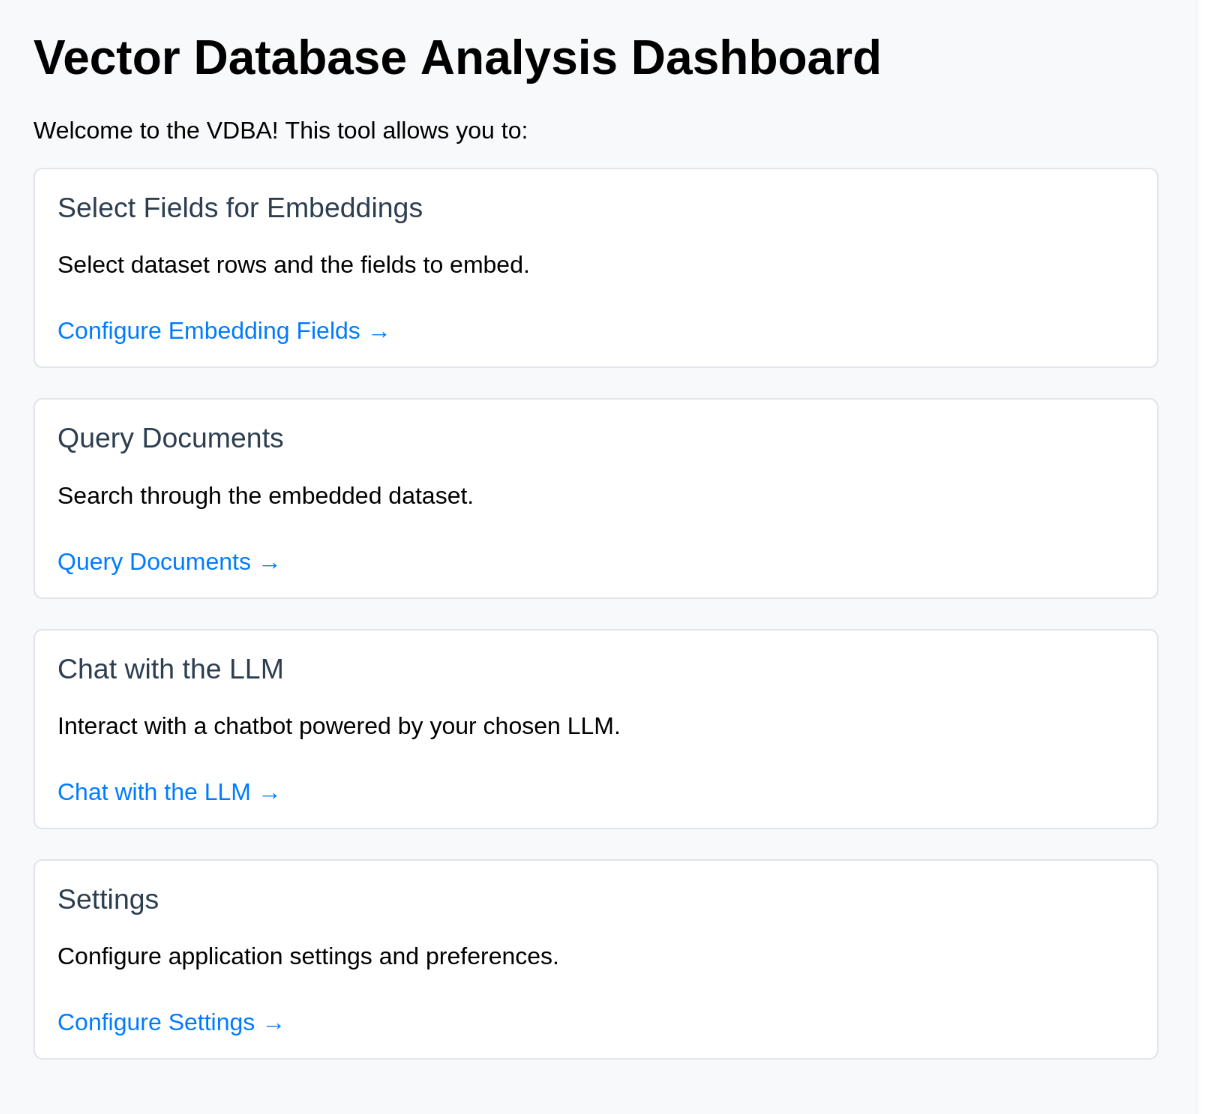 Vector Database Analysis Dashboard
Welcome to the VDBA! This tool allows you to:
Select Fields for Embeddings
Select dataset rows and the fields to embed.
Configure Embedding Fields →
Query Documents
Search through the embedded dataset.
Query Documents →
Chat with the LLM
Interact with a chatbot powered by your chosen LLM.
Chat with the LLM →
Settings
Configure application settings and preferences.
Configure Settings →